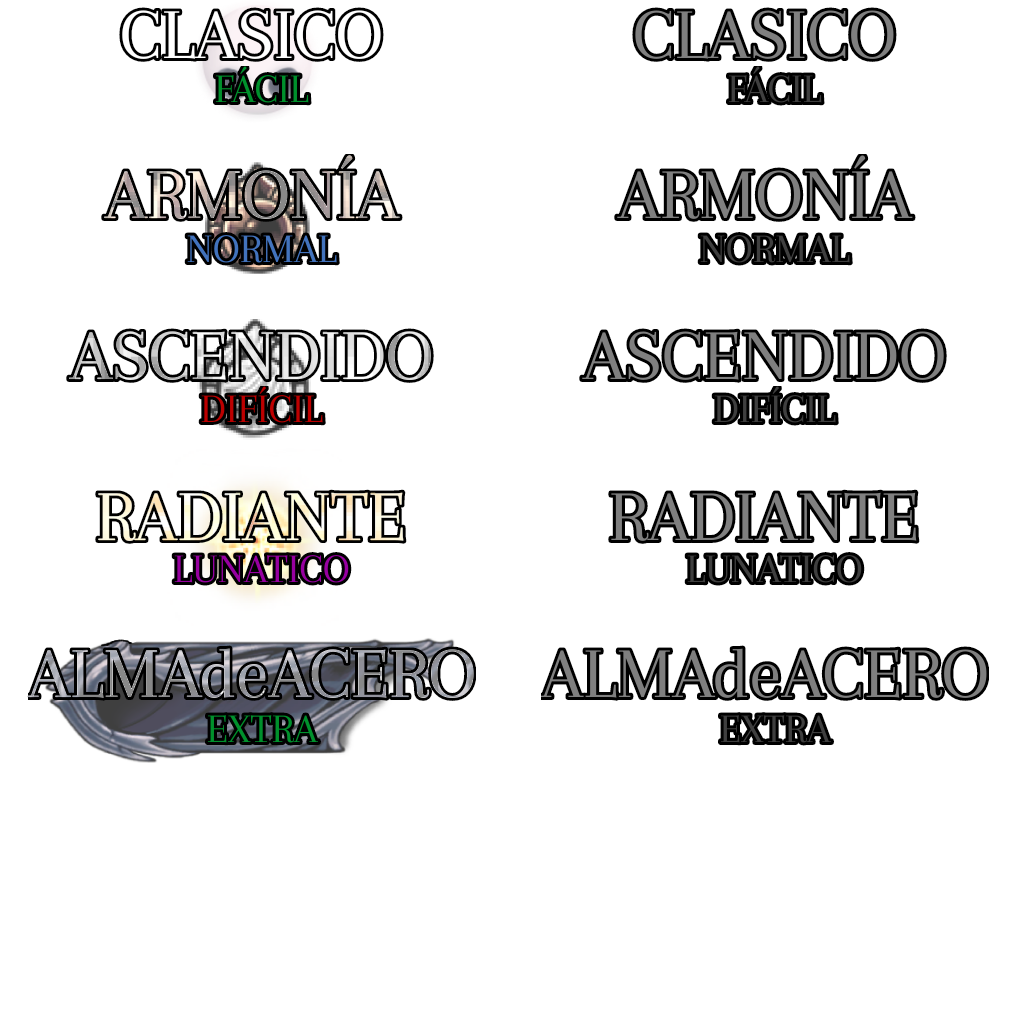 CLASICO
FÁCIL
CLASICO
FÁCIL
ARMONÍA
NORMAL
ARMONÍA
NORMAL
ASCENDIDO
DIFÍCIL
ASCENDIDO
DIFÍCIL
RADIANTE
LUNATICO
RADIANTE
LUNATICO
ALMAdeACERO
EXTRA
ALMAdeACERO
EXTRA